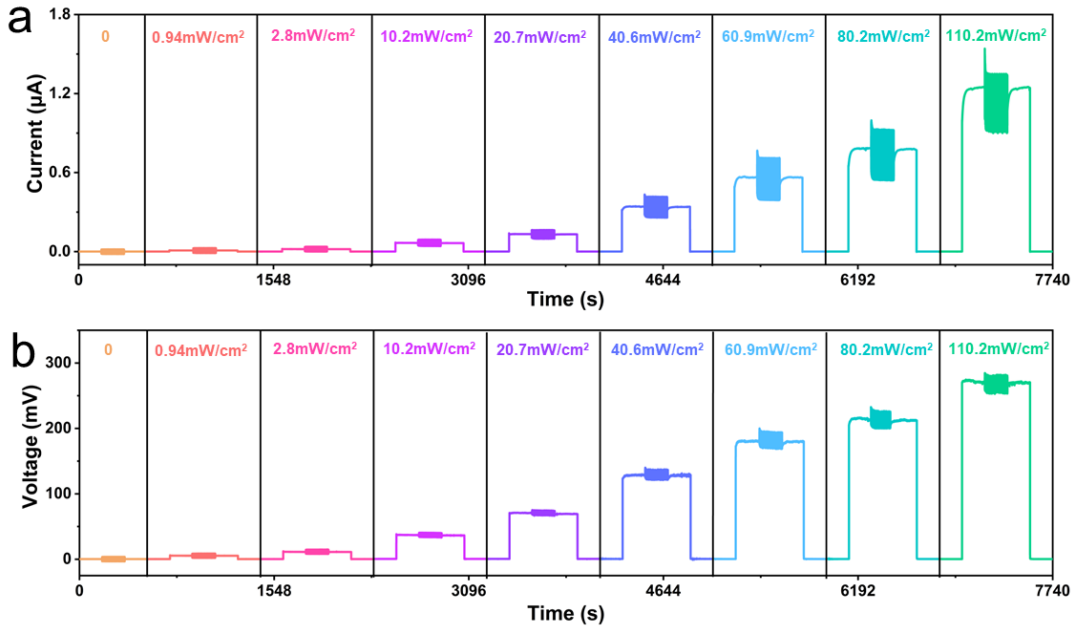 a
1.8
0 0.94mW/cm² 2.8mW/cm² 10.2mW/cm² 20.7mW/cm² 40.6mW/cm² 60.9mW/cm² 80.2mW/cm² 110.2mW/cm²
1.2
Current (μA)
0.6
0.0
0 1548 3096 4644 6192 7740
Time (s)
b
0 0.94mW/cm² 2.8mW/cm² 10.2mW/cm² 20.7mW/cm² 40.6mW/cm² 60.9mW/cm² 80.2mW/cm² 110.2mW/cm²
300
Voltage (mV)
200
100
0
0 1548 3096 4644 6192 7740
Time (s)